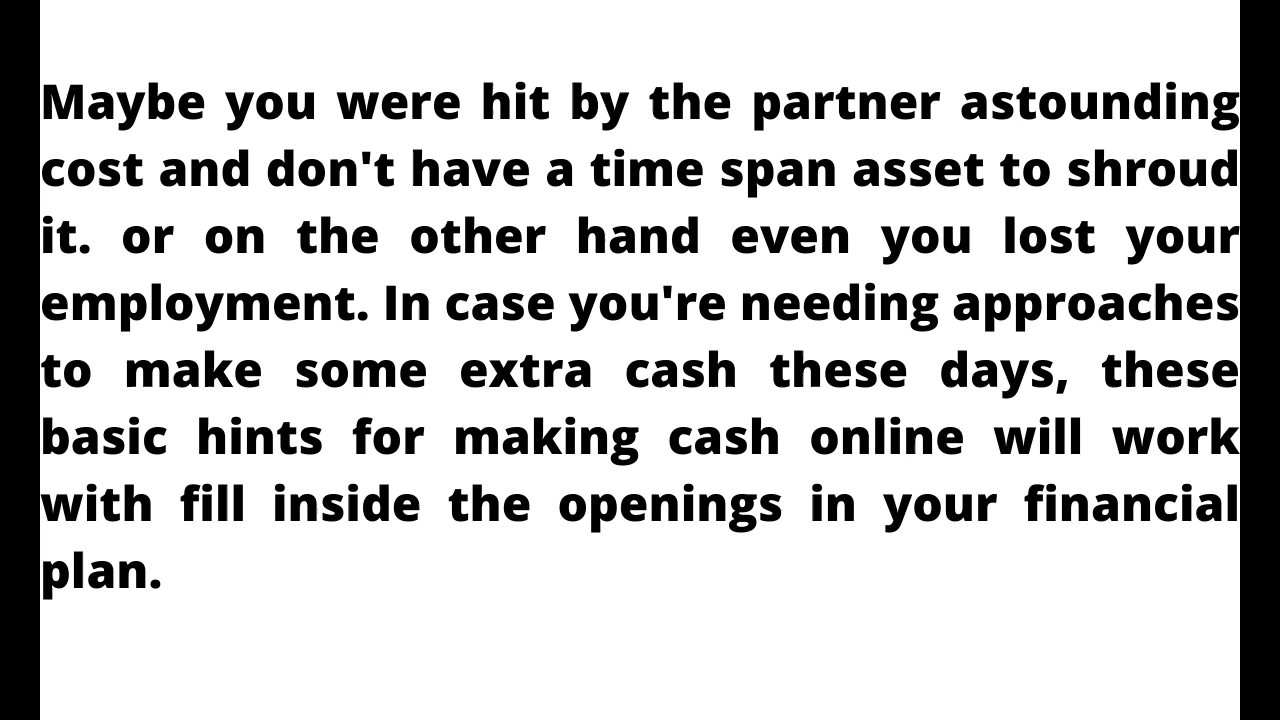 Maybe you were hit by the partner astounding
cost and don't have a time span asset to shroud
it. or on the other hand even you lost your
employment. In case you're needing approaches
to make some extra cash these days, these
basic hints for making cash online will work
with fill inside the openings in your financial
plan.